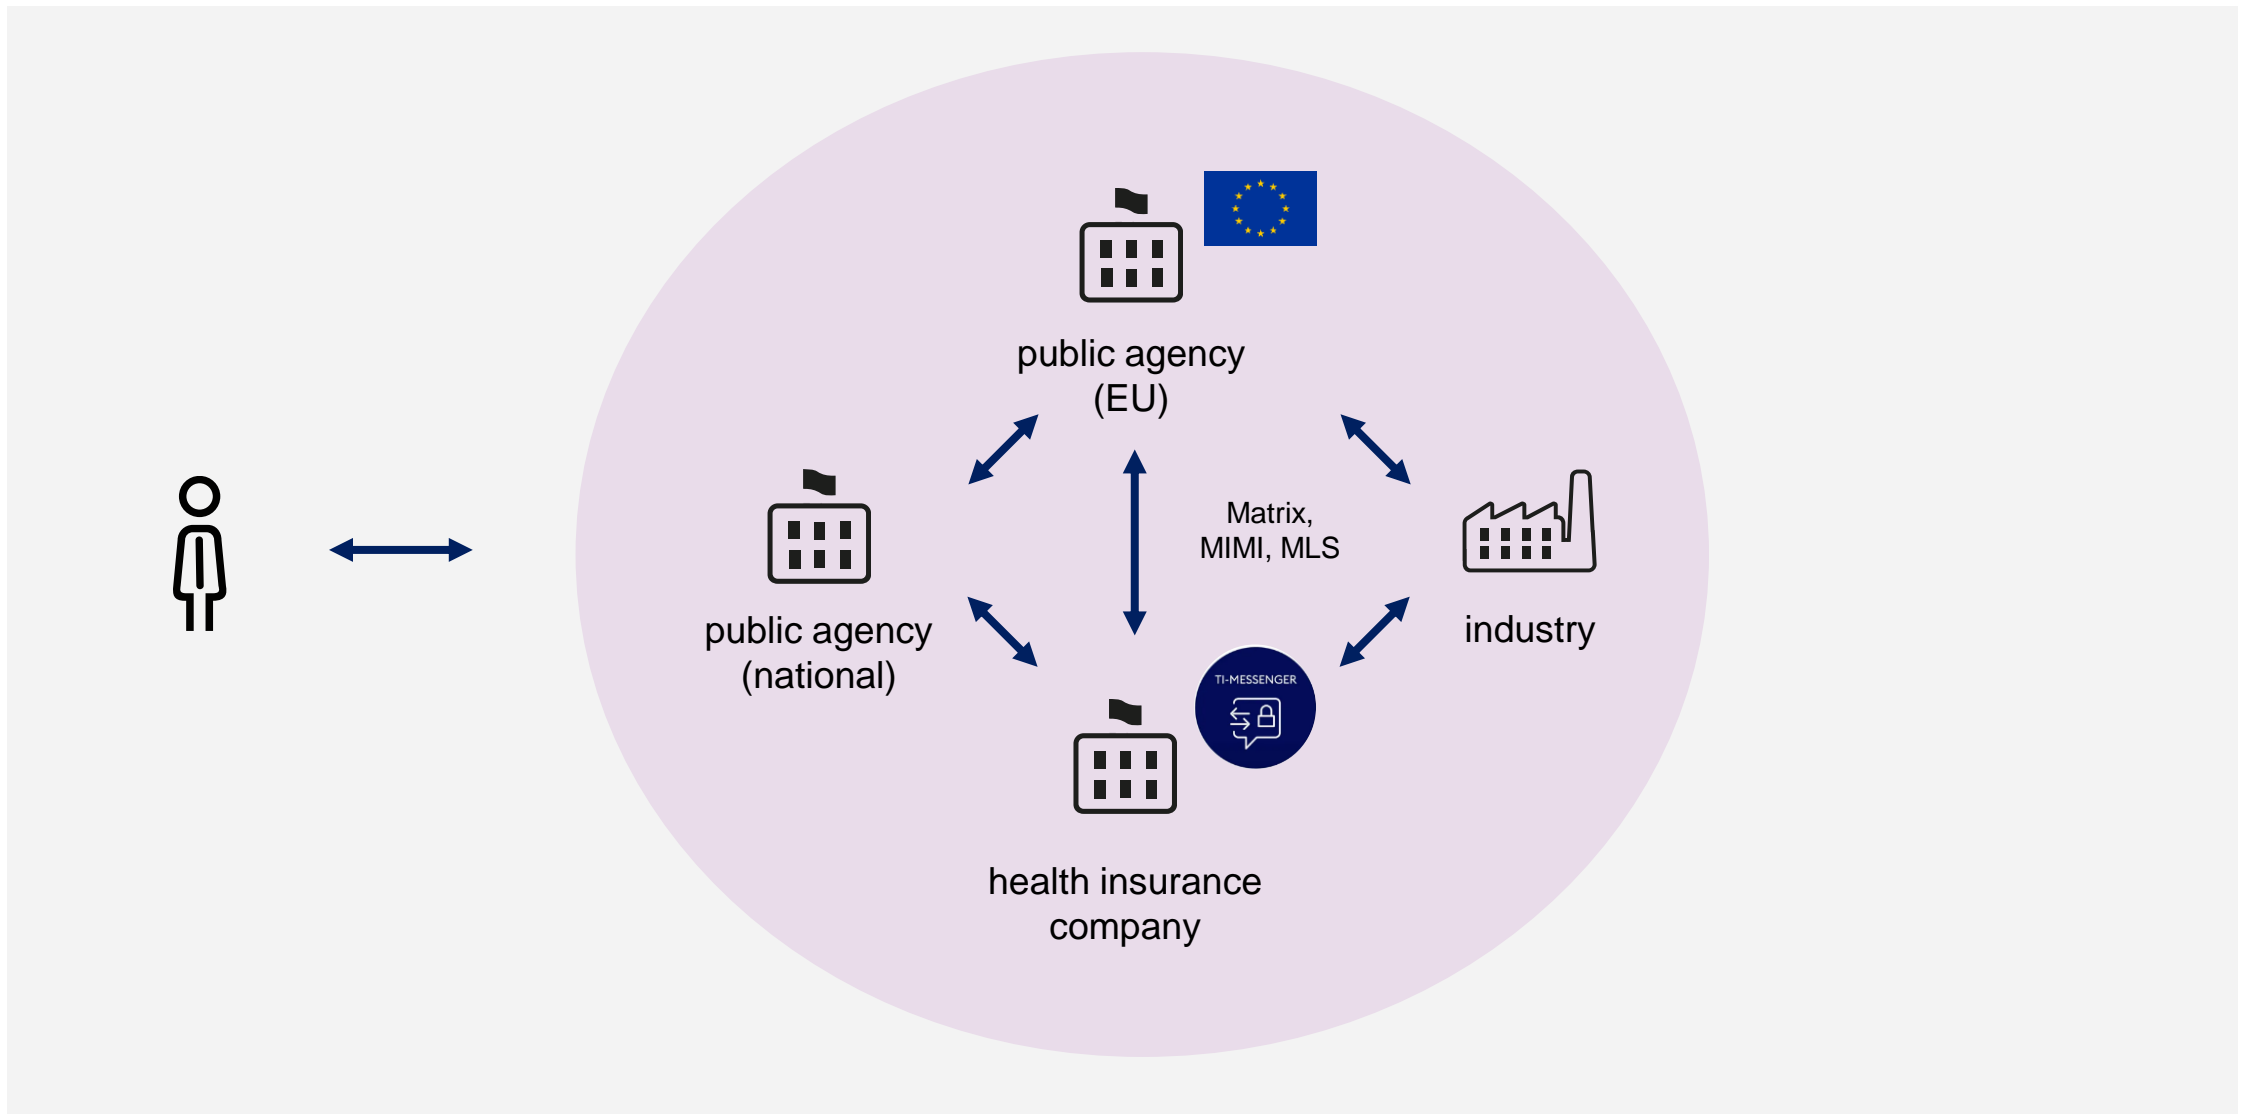 public agency
(EU)
Matrix,
MIMI, MLS
public agency
(national)
industry
TI-MESSENGER
health insurance
company